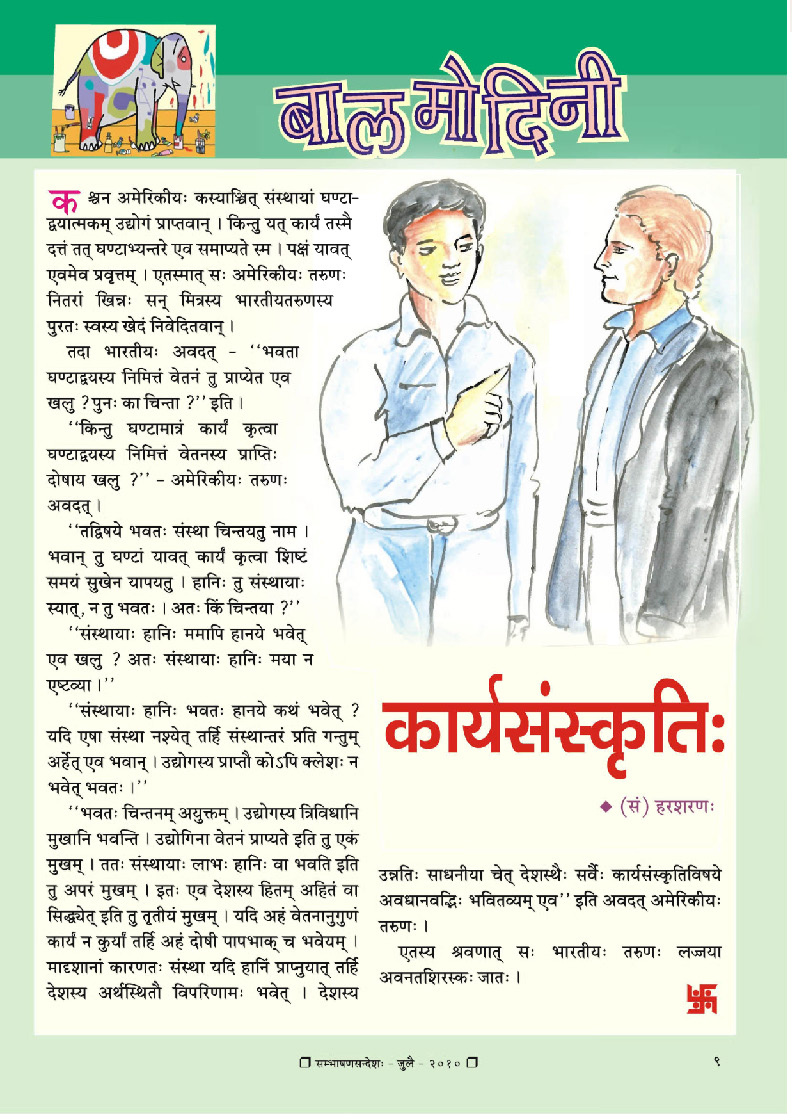 बालमोदिनी
कश्चन अमेरिकीयः कस्याञ्चित् संस्थायां घण्टा-
द्वयात्मकम् उद्योगं प्राप्तवान् । किन्तु यत् कार्यं तस्मै
दत्तं तत् घण्टाभ्यन्तरे एव समाप्यते स्म । पक्षं यावत्
एवमेव प्रवृत्तम् । एतस्मात् सः अमेरिकीयः तरुणः
नितरां खिन्नः सन् मित्रस्य भारतीयतरुणस्य
पुरतः स्वस्य खेदं निवेदितवान् ।
तदा भारतीयः अवदत् - ‘‘भवता
घण्टाद्वयस्य निमित्तं वेतनं तु प्राप्येत एव
खलु ? पुनः का चिन्ता ?’’ इति ।
‘‘किन्तु घण्टामात्रं कार्यं कृत्वा
घण्टाद्वयस्य निमित्तं वेतनस्य प्राप्तिः
दोषाय खलु ?’’ - अमेरिकीयः तरुणः
अवदत् ।
‘‘तद्विषये भवतः संस्था चिन्तयतु नाम ।
भवान् तु घण्टां यावत् कार्यं कृत्वा शिष्टं
समयं सुखेन यापयतु । हानिः तु संस्थायाः
स्यात्, न तु भवतः । अतः किं चिन्तया ?’’
‘‘संस्थायाः हानिः ममापि हानये भवेत्
एव खलु ? अतः संस्थायाः हानिः मया न
एष्टव्या ।’’
‘‘संस्थायाः हानिः भवतः हानये कथं भवेत् ?
यदि एषा संस्था नश्येत् तर्हि संस्थान्तरं प्रति गन्तुम्
अर्हेत् एव भवान् । उद्योगस्य प्राप्तौ कोऽपि क्लेशः न
भवेत् भवतः ।’’
‘‘भवतः चिन्तनम् अयुक्तम् । उद्योगस्य त्रिविधानि
मुखानि भवन्ति । उद्योगिना वेतनं प्राप्यते इति तु एकं
मुखम् । ततः संस्थायाः लाभः हानिः वा भवति इति
तु अपरं मुखम् । इतः एव देशस्य हितम् अहितं वा
सिद्ध्येत् इति तु तृतीयं मुखम् । यदि अहं वेतनानुगुणं
कार्यं न कुर्यां तर्हि अहं दोषी पापभाक् च भवेयम् ।
मादृशानां कारणतः संस्था यदि हानिं प्राप्नुयात् तर्हि
देशस्य अर्थस्थितौ विपरिणामः भवेत् । देशस्य
कार्यसंस्कृतिः
◆ (सं) हरशरणः
उन्नतिः साधनीया चेत् देशस्थैः सर्वैः कार्यसंस्कृतिविषये
अवधानवद्भिः भवितव्यम् एव’’ इति अवदत् अमेरिकीयः
तरुणः ।
एतस्य श्रवणात् सः भारतीयः तरुणः लज्जया
अवनतशिरस्कः जातः ।
❒ सम्भाषणसन्देशः - जुलै - २०१० ❒
९